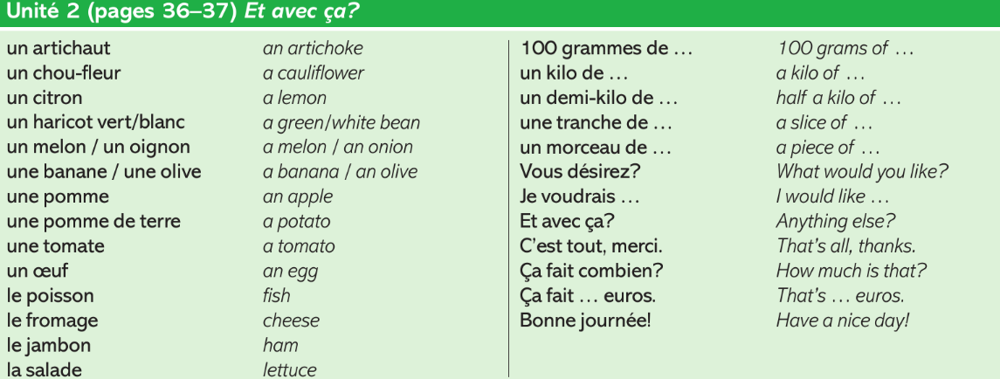 Unité 2 (pages 36–37) Et avec ça?
un artichaut an artichoke
un chou-fleur a cauliflower
un citron a lemon
un haricot vert/blanc a green/white bean
un melon / un oignon a melon / an onion
une banane / une olive a banana / an olive
une pomme an apple
une pomme de terre a potato
une tomate a tomato
un œuf an egg
le poisson fish
le fromage cheese
le jambon ham
la salade lettuce
100 grammes de … 100 grams of …
un kilo de … a kilo of …
un demi-kilo de … half a kilo of …
une tranche de … a slice of …
un morceau de … a piece of …
Vous désirez? What would you like?
Je voudrais … I would like …
Et avec ça? Anything else?
C'est tout, merci. That's all, thanks.
Ça fait combien? How much is that?
Ça fait … euros. That's … euros.
Bonne journée! Have a nice day!